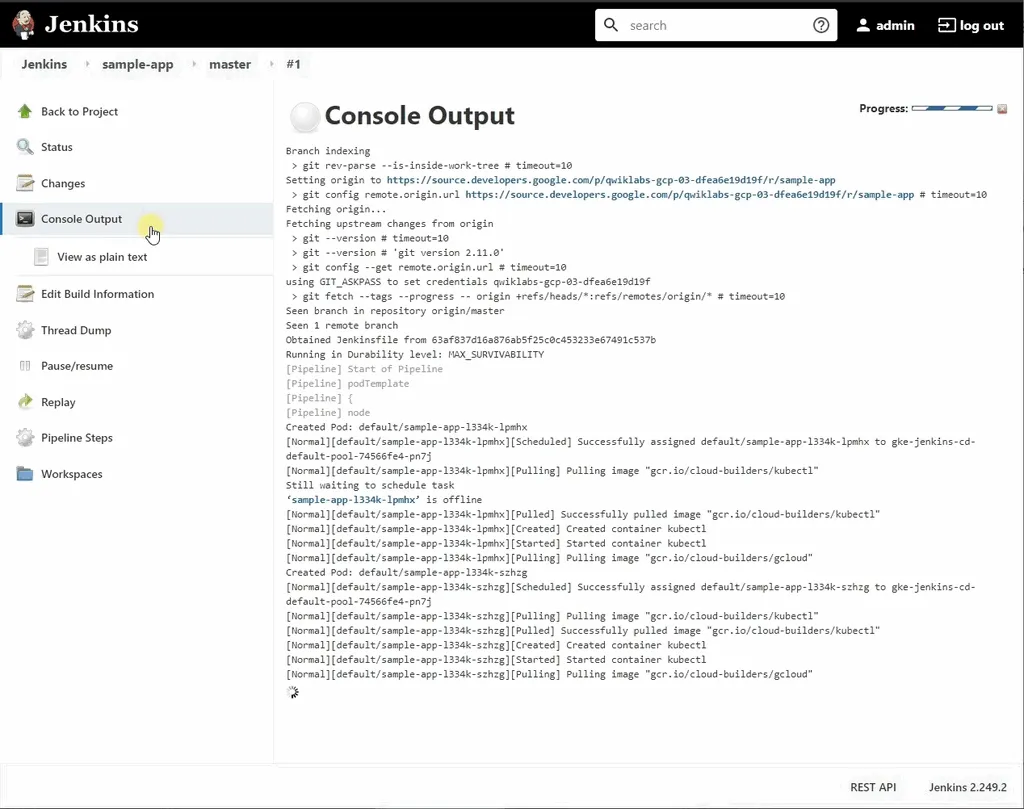 Jenkins
search
admin
log out
Jenkins
sample-app
master
#1
Back to Project
Status
Changes
Console Output
View as plain text
Edit Build Information
Thread Dump
Pause/resume
Replay
Pipeline Steps
Workspaces
Console Output
Progress:
Branch indexing
> git rev-parse --is-inside-work-tree # timeout=10
Setting origin to https://source.developers.google.com/p/qwiklabs-gcp-03-dfea6e19d19f/r/sample-app
> git config remote.origin.url https://source.developers.google.com/p/qwiklabs-gcp-03-dfea6e19d19f/r/sample-app # timeout=10
Fetching origin...
Fetching upstream changes from origin
> git --version # timeout=10
> git --version # 'git version 2.11.0'
> git config --get remote.origin.url # timeout=10
using GIT_ASKPASS to set credentials qwiklabs-gcp-03-dfea6e19d19f
> git fetch --tags --progress -- origin +refs/heads/*:refs/remotes/origin/* # timeout=10
Seen branch in repository origin/master
Seen 1 remote branch
Obtained Jenkinsfile from 63af837d16a876ab5f25c0c453233e67491c537b
Running in Durability level: MAX_SURVIVABILITY
[Pipeline] Start of Pipeline
[Pipeline] podTemplate
[Pipeline] {
[Pipeline] node
Created Pod: default/sample-app-l334k-lpmhx
[Normal][default/sample-app-l334k-lpmhx][Scheduled] Successfully assigned default/sample-app-l334k-lpmhx to gke-jenkins-cd-
default-pool-74566fe4-pn7j
[Normal][default/sample-app-l334k-lpmhx][Pulling] Pulling image "gcr.io/cloud-builders/kubectl"
Still waiting to schedule task
‘sample-app-l334k-lpmhx’ is offline
[Normal][default/sample-app-l334k-lpmhx][Pulled] Successfully pulled image "gcr.io/cloud-builders/kubectl"
[Normal][default/sample-app-l334k-lpmhx][Created] Created container kubectl
[Normal][default/sample-app-l334k-lpmhx][Started] Started container kubectl
[Normal][default/sample-app-l334k-lpmhx][Pulling] Pulling image "gcr.io/cloud-builders/gcloud"
Created Pod: default/sample-app-l334k-szhzg
[Normal][default/sample-app-l334k-szhzg][Scheduled] Successfully assigned default/sample-app-l334k-szhzg to gke-jenkins-cd-
default-pool-74566fe4-pn7j
[Normal][default/sample-app-l334k-szhzg][Pulling] Pulling image "gcr.io/cloud-builders/kubectl"
[Normal][default/sample-app-l334k-szhzg][Pulled] Successfully pulled image "gcr.io/cloud-builders/kubectl"
[Normal][default/sample-app-l334k-szhzg][Created] Created container kubectl
[Normal][default/sample-app-l334k-szhzg][Started] Started container kubectl
[Normal][default/sample-app-l334k-szhzg][Pulling] Pulling image "gcr.io/cloud-builders/gcloud"
REST API
Jenkins 2.249.2